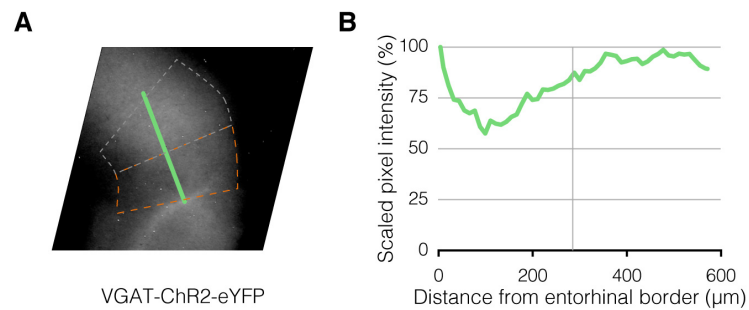 A
VGAT-ChR2-eYFP
B
Scaled pixel intensity (%)
100
75
50
25
0
0 200 400 600
Distance from entorhinal border (μm)